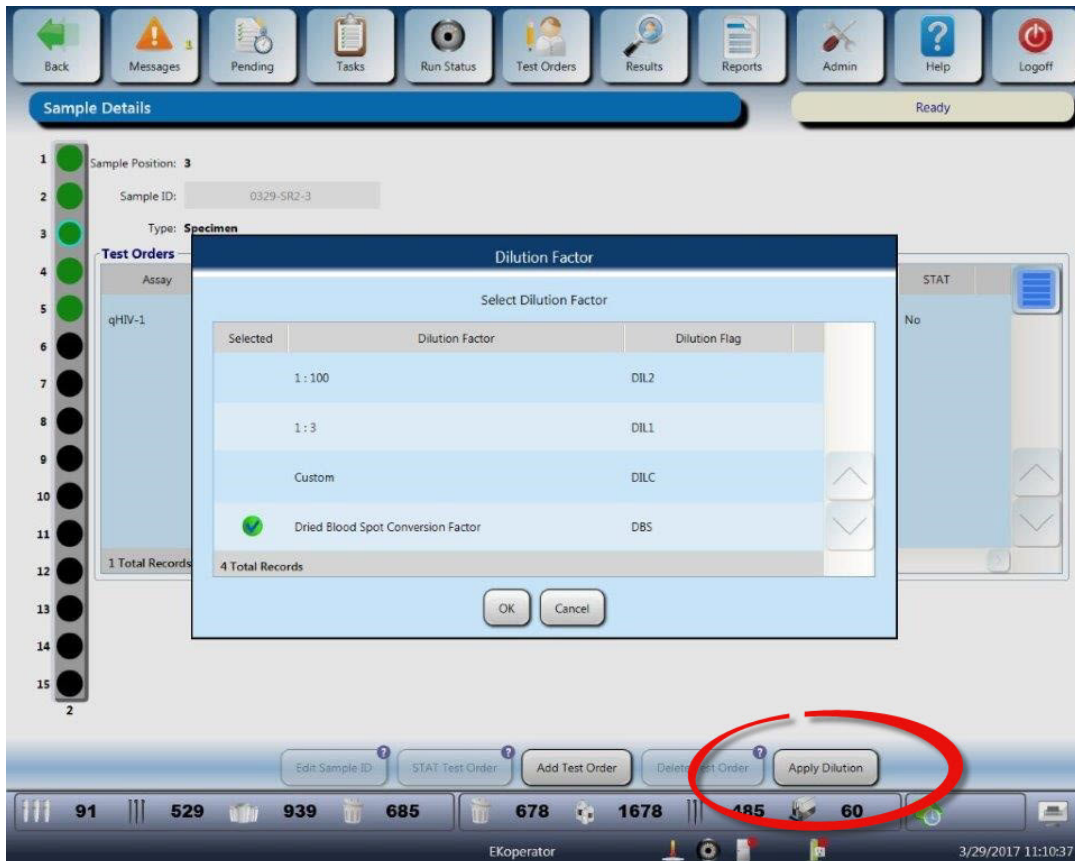 Back
Messages
3
Pending
Tasks
Run Status
Test Orders
Results
Reports
Admin
?
Help
Logoff
Sample Details
Ready
Sample Position: 3
Sample ID: 0329-SR2-3
Type: Specimen
Test Orders
Assay
STAT
qHIV-1
No
1 Total Records
Dilution Factor
Select Dilution Factor
Selected Dilution Factor Dilution Flag
1 : 100 DIL2
1 : 3 DIL1
Custom DILC
Dried Blood Spot Conversion Factor DBS
4 Total Records
OK Cancel
1
2
3
4
5
6
7
8
9
10
11
12
13
14
15
2
Edit Sample ID ? STAT Test Order ? Add Test Order Delete Test Order ? Apply Dilution
91 529 939 685 678 1678 485 60
EKoperator 3/29/2017 11:10:37